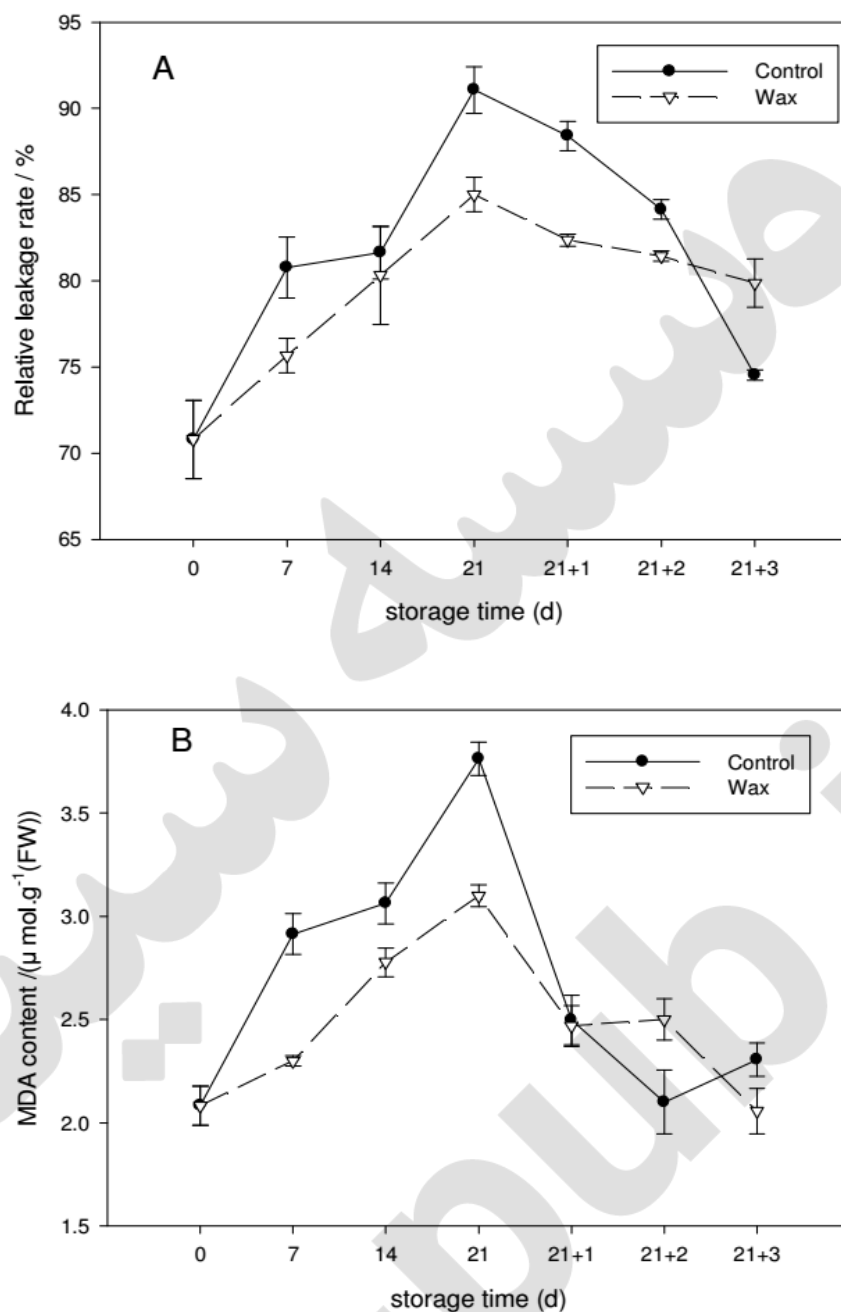 A
Control
Wax
95
90
85
80
75
70
65
Relative leakage rate / %
0 7 14 21 21+1 21+2 21+3
storage time (d)
B
Control
Wax
4.0
3.5
3.0
2.5
2.0
1.5
MDA content /(μ mol.g⁻¹(FW))
0 7 14 21 21+1 21+2 21+3
storage time (d)